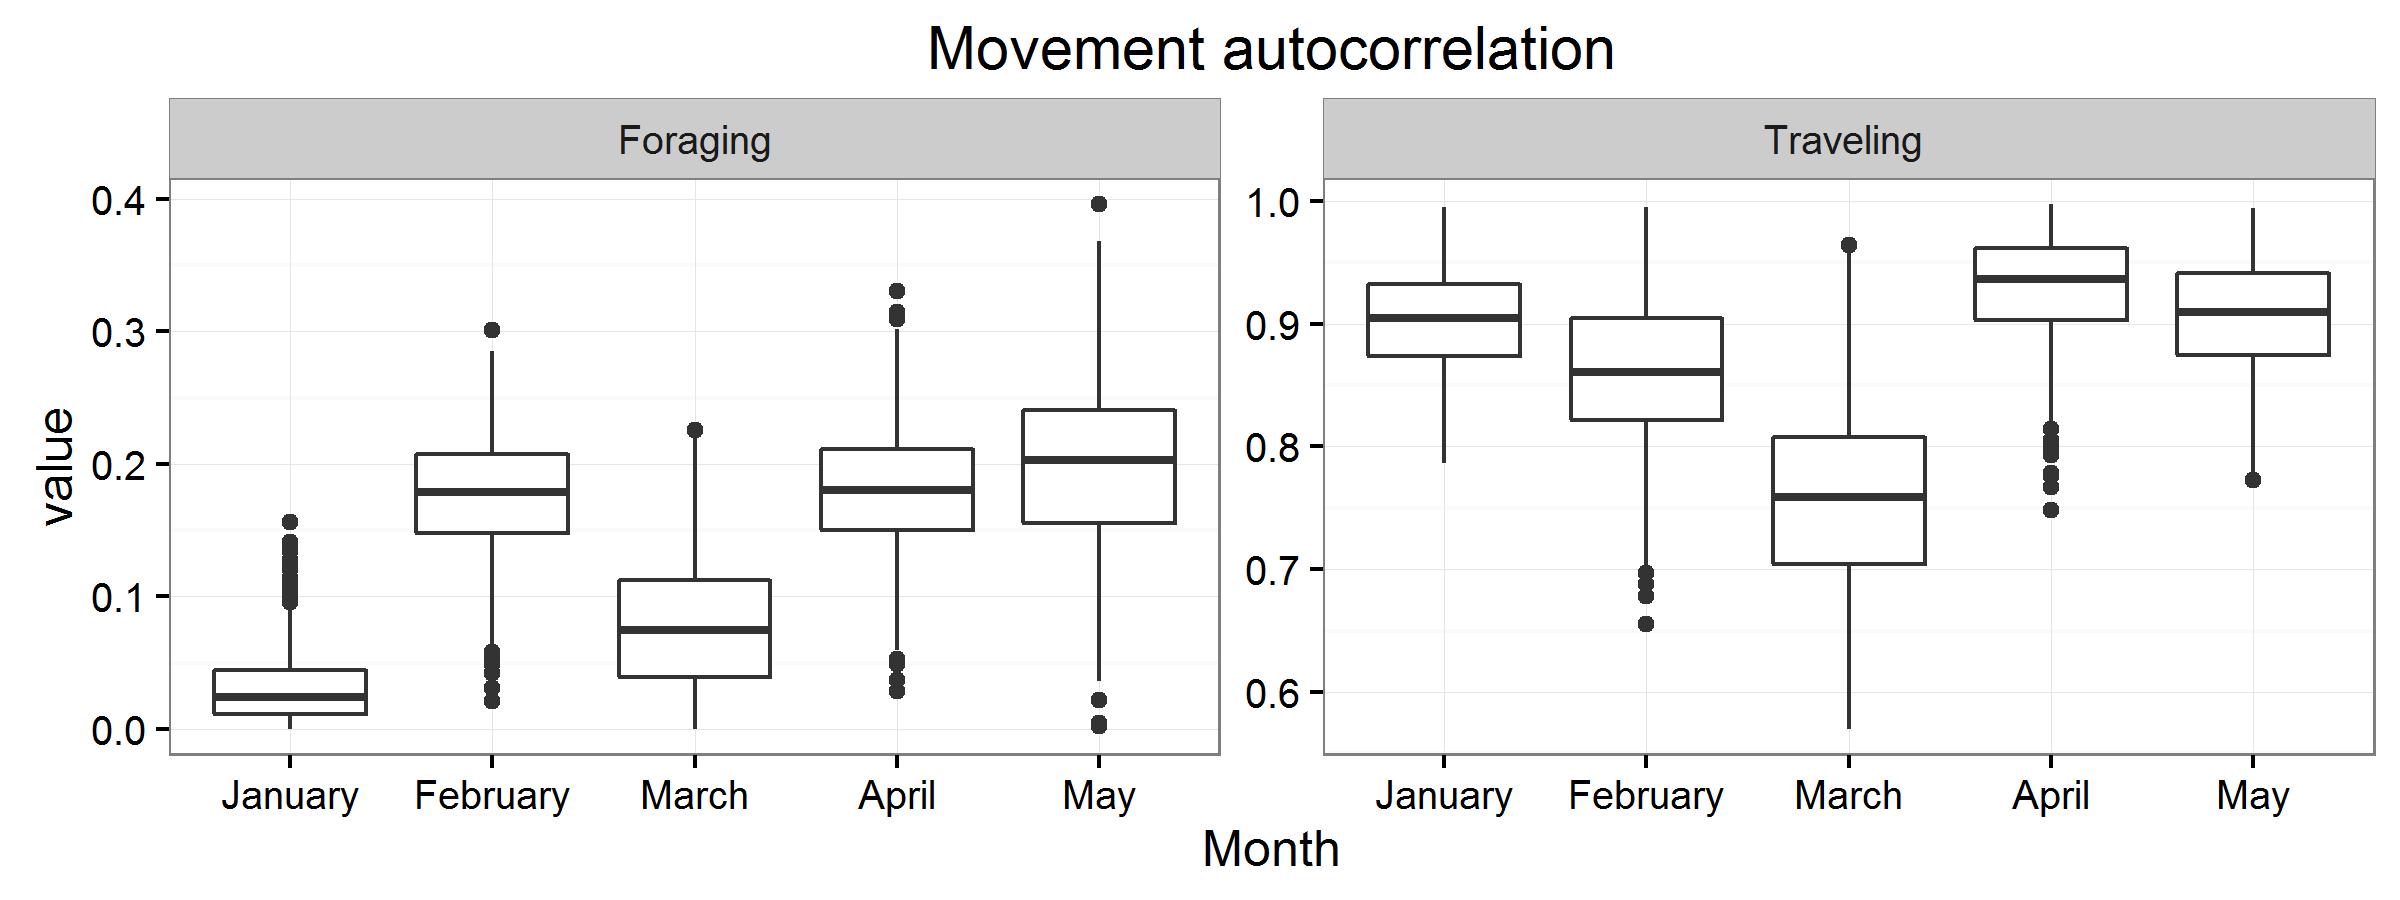 Movement autocorrelation
Foraging
Traveling
value
0.4
0.3
0.2
0.1
0.0
1.0
0.9
0.8
0.7
0.6
January February March April May
January February March April May
Month